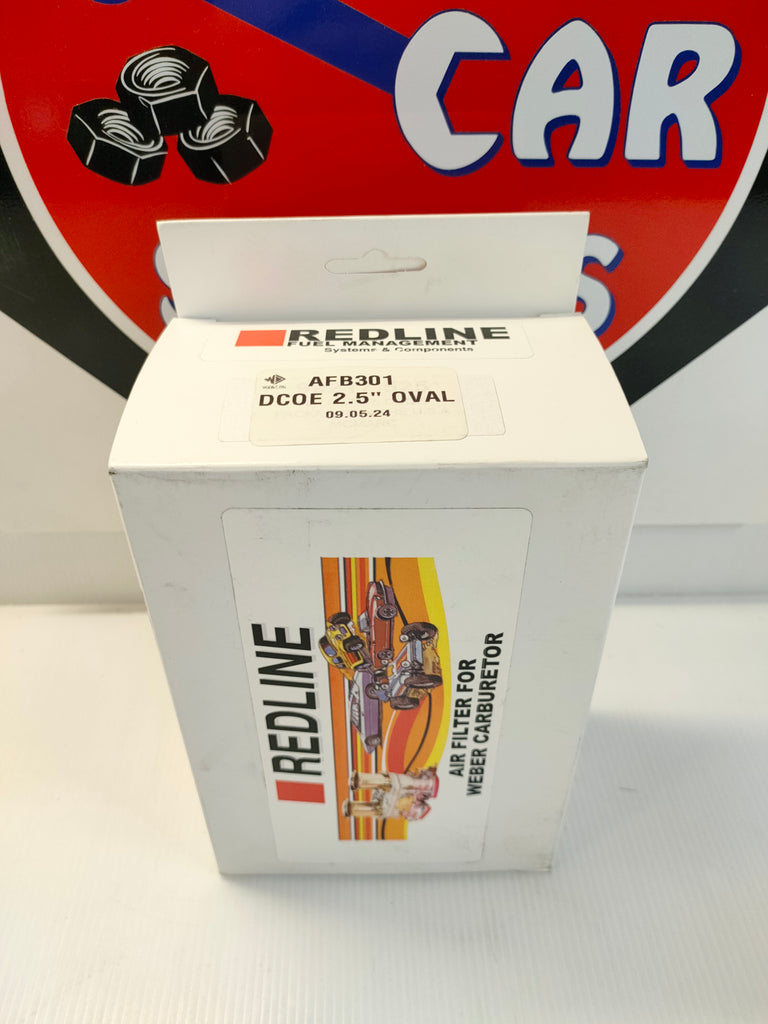 CAR
REDLINE
FUEL MANAGEMENT
Systems & Components
AFB301
DCOE 2.5" OVAL
09.05.24
REDLINE
AIR FILTER FOR
WEBER CARBURETOR